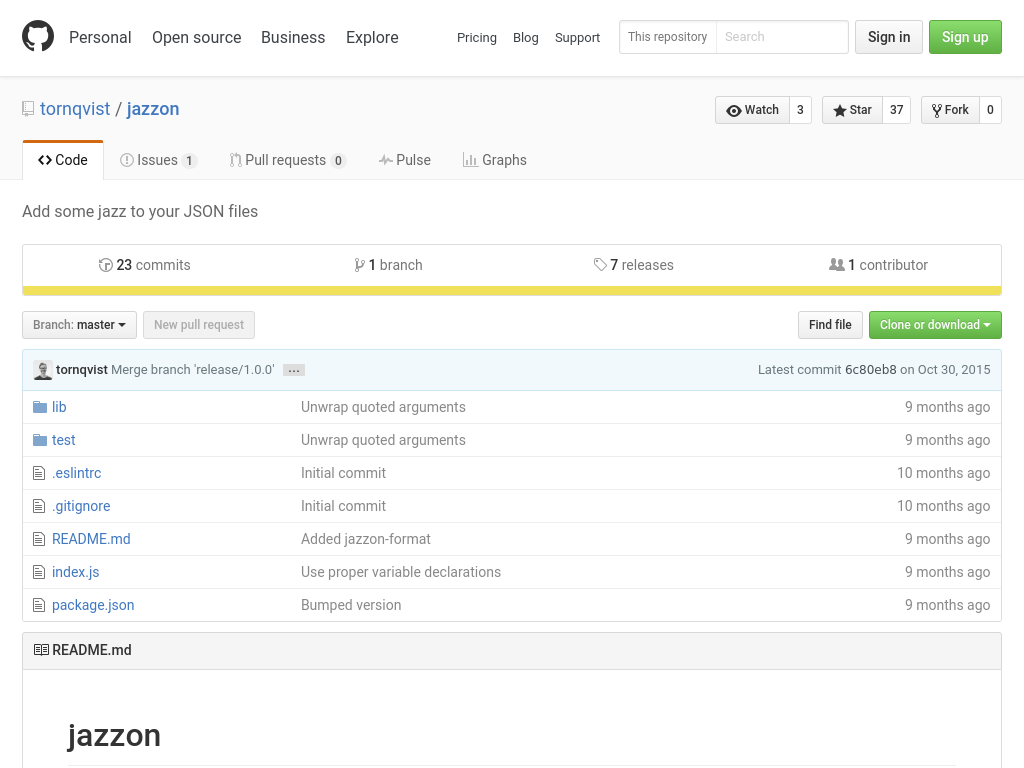 Personal Open source Business Explore Pricing Blog Support This repository Search Sign in Sign up
tornqvist / jazzon Watch 3 Star 37 Fork 0
Code Issues 1 Pull requests 0 Pulse Graphs
Add some jazz to your JSON files
23 commits 1 branch 7 releases 1 contributor
Branch: master New pull request Find file Clone or download
tornqvist Merge branch 'release/1.0.0' … Latest commit 6c80eb8 on Oct 30, 2015
lib Unwrap quoted arguments 9 months ago
test Unwrap quoted arguments 9 months ago
.eslintrc Initial commit 10 months ago
.gitignore Initial commit 10 months ago
README.md Added jazzon-format 9 months ago
index.js Use proper variable declarations 9 months ago
package.json Bumped version 9 months ago
README.md
jazzon